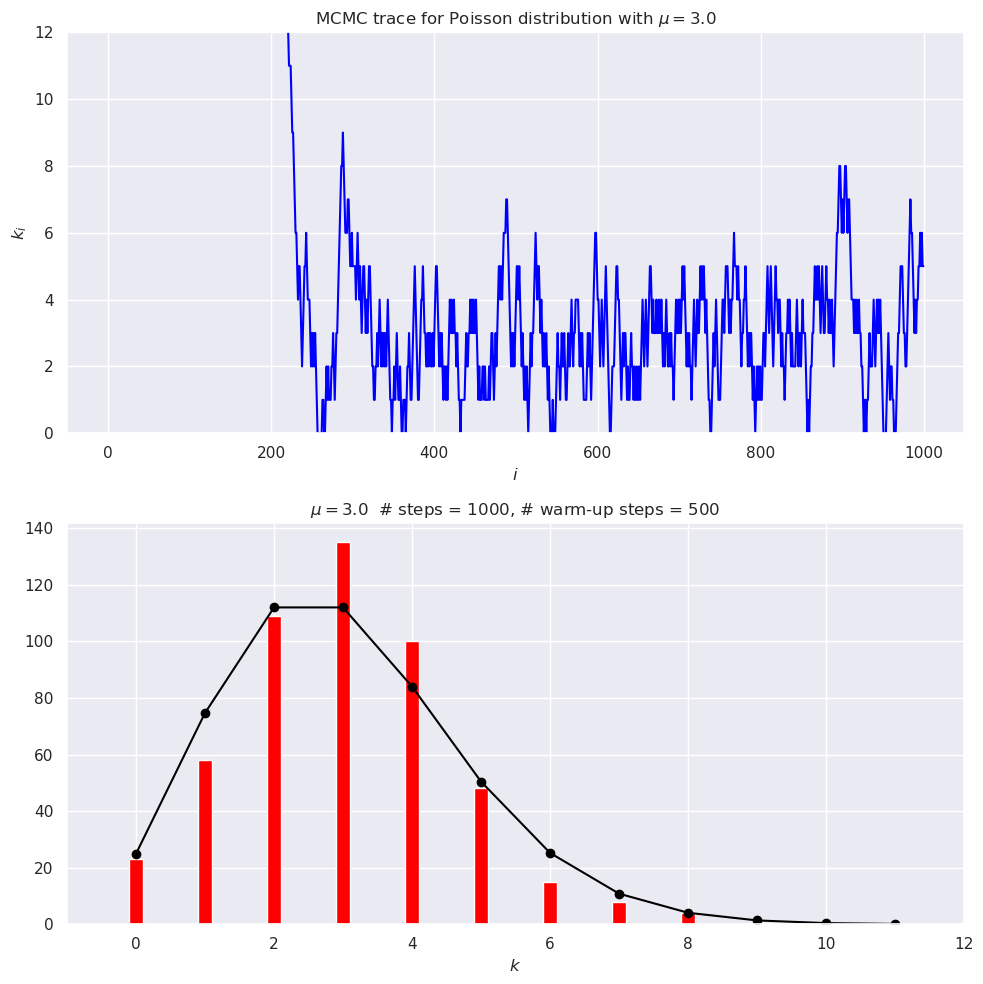 MCMC trace for Poisson distribution with μ = 3.0
12
10
8
6
4
2
0
k_i
0 200 400 600 800 1000
i
μ = 3.0 # steps = 1000, # warm-up steps = 500
140
120
100
80
60
40
20
0
0 2 4 6 8 10 12
k